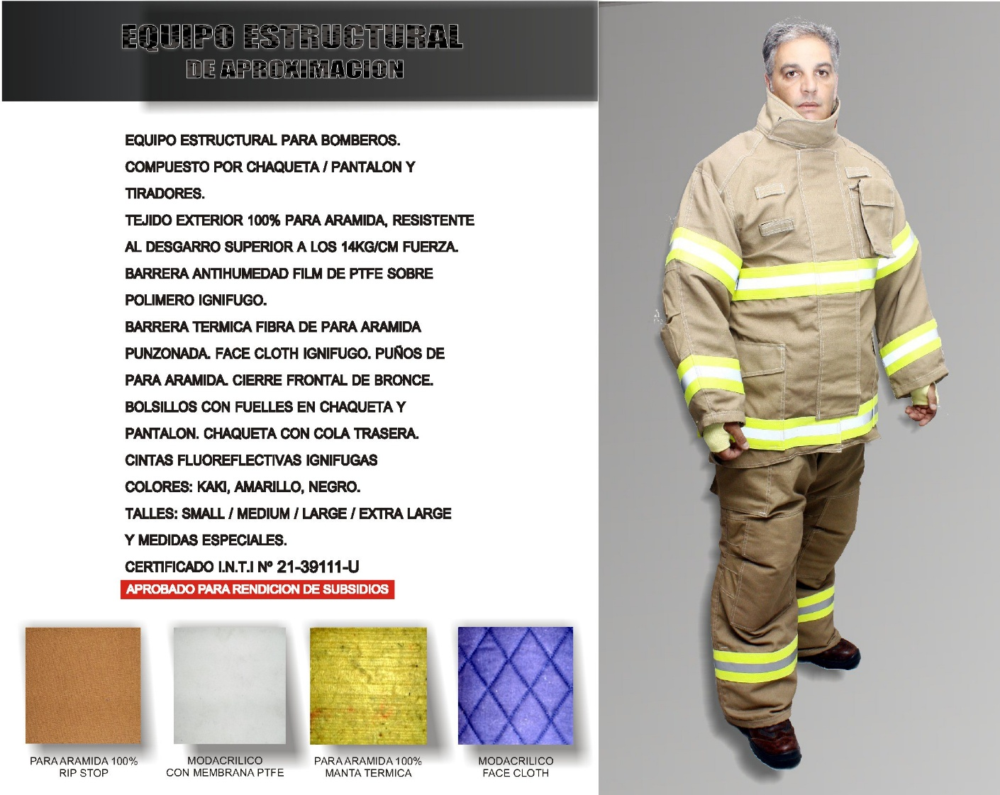 EQUIPO ESTRUCTURAL
DE APROXIMACION
EQUIPO ESTRUCTURAL PARA BOMBEROS.
COMPUESTO POR CHAQUETA / PANTALON Y
TIRADORES.
TEJIDO EXTERIOR 100% PARA ARAMIDA, RESISTENTE
AL DESGARRO SUPERIOR A LOS 14KG/CM FUERZA.
BARRERA ANTIHUMEDAD FILM DE PTFE SOBRE
POLIMERO IGNIFUGO.
BARRERA TERMICA FIBRA DE PARA ARAMIDA
PUNZONADA. FACE CLOTH IGNIFUGO. PUÑOS DE
PARA ARAMIDA. CIERRE FRONTAL DE BRONCE.
BOLSILLOS CON FUELLES EN CHAQUETA Y
PANTALON. CHAQUETA CON COLA TRASERA.
CINTAS FLUOREFLECTIVAS IGNIFUGAS
COLORES: KAKI, AMARILLO, NEGRO.
TALLES: SMALL / MEDIUM / LARGE / EXTRA LARGE
Y MEDIDAS ESPECIALES.
CERTIFICADO I.N.T.I Nº 21-39111-U
APROBADO PARA RENDICION DE SUBSIDIOS
PARA ARAMIDA 100%
RIP STOP
MODACRILICO
CON MEMBRANA PTFE
PARA ARAMIDA 100%
MANTA TERMICA
MODACRILICO
FACE CLOTH